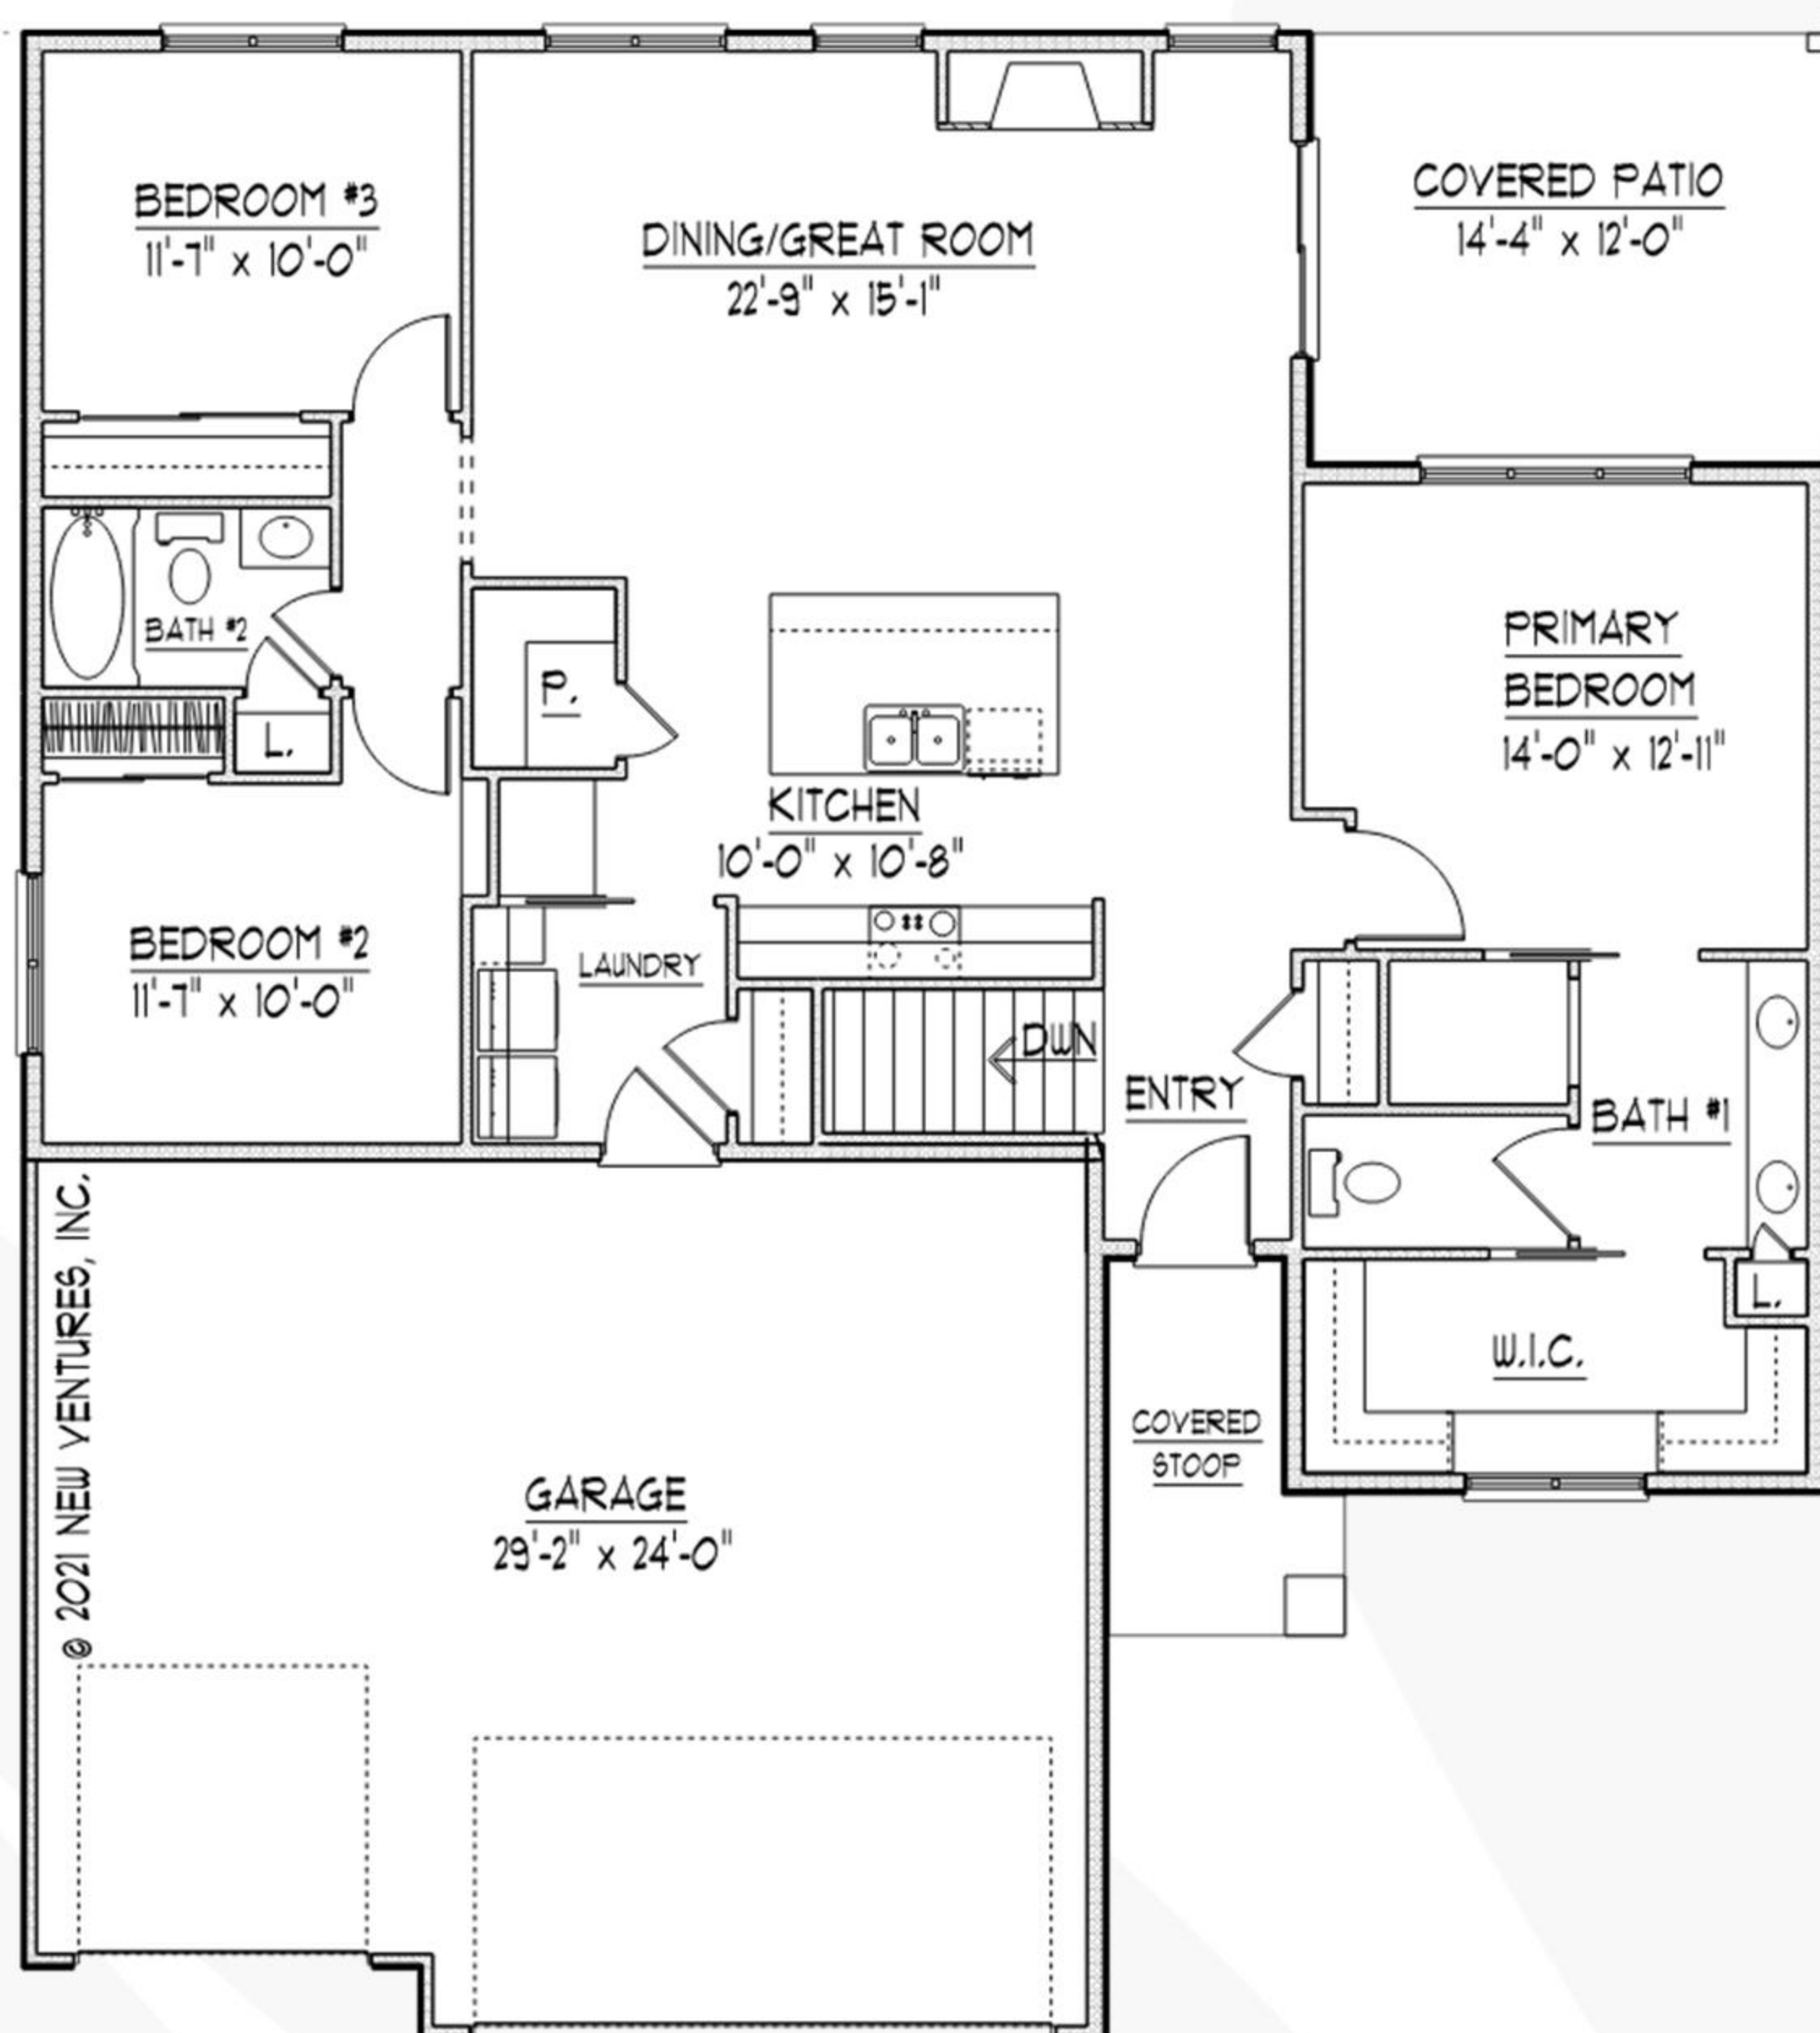 BEDROOM #3
11'-7" x 10'-0"
DINING/GREAT ROOM
22'-9" x 15'-1"
COVERED PATIO
14'-4" x 12'-0"
BATH #2
P.
L.
PRIMARY
BEDROOM
14'-0" x 12'-11"
KITCHEN
10'-0" x 10'-8"
BEDROOM #2
11'-7" x 10'-0"
LAUNDRY
DWN
ENTRY
BATH #1
L.
W.I.C.
COVERED
STOOP
GARAGE
29'-2" x 24'-0"
© 2021 NEW VENTURES, INC.